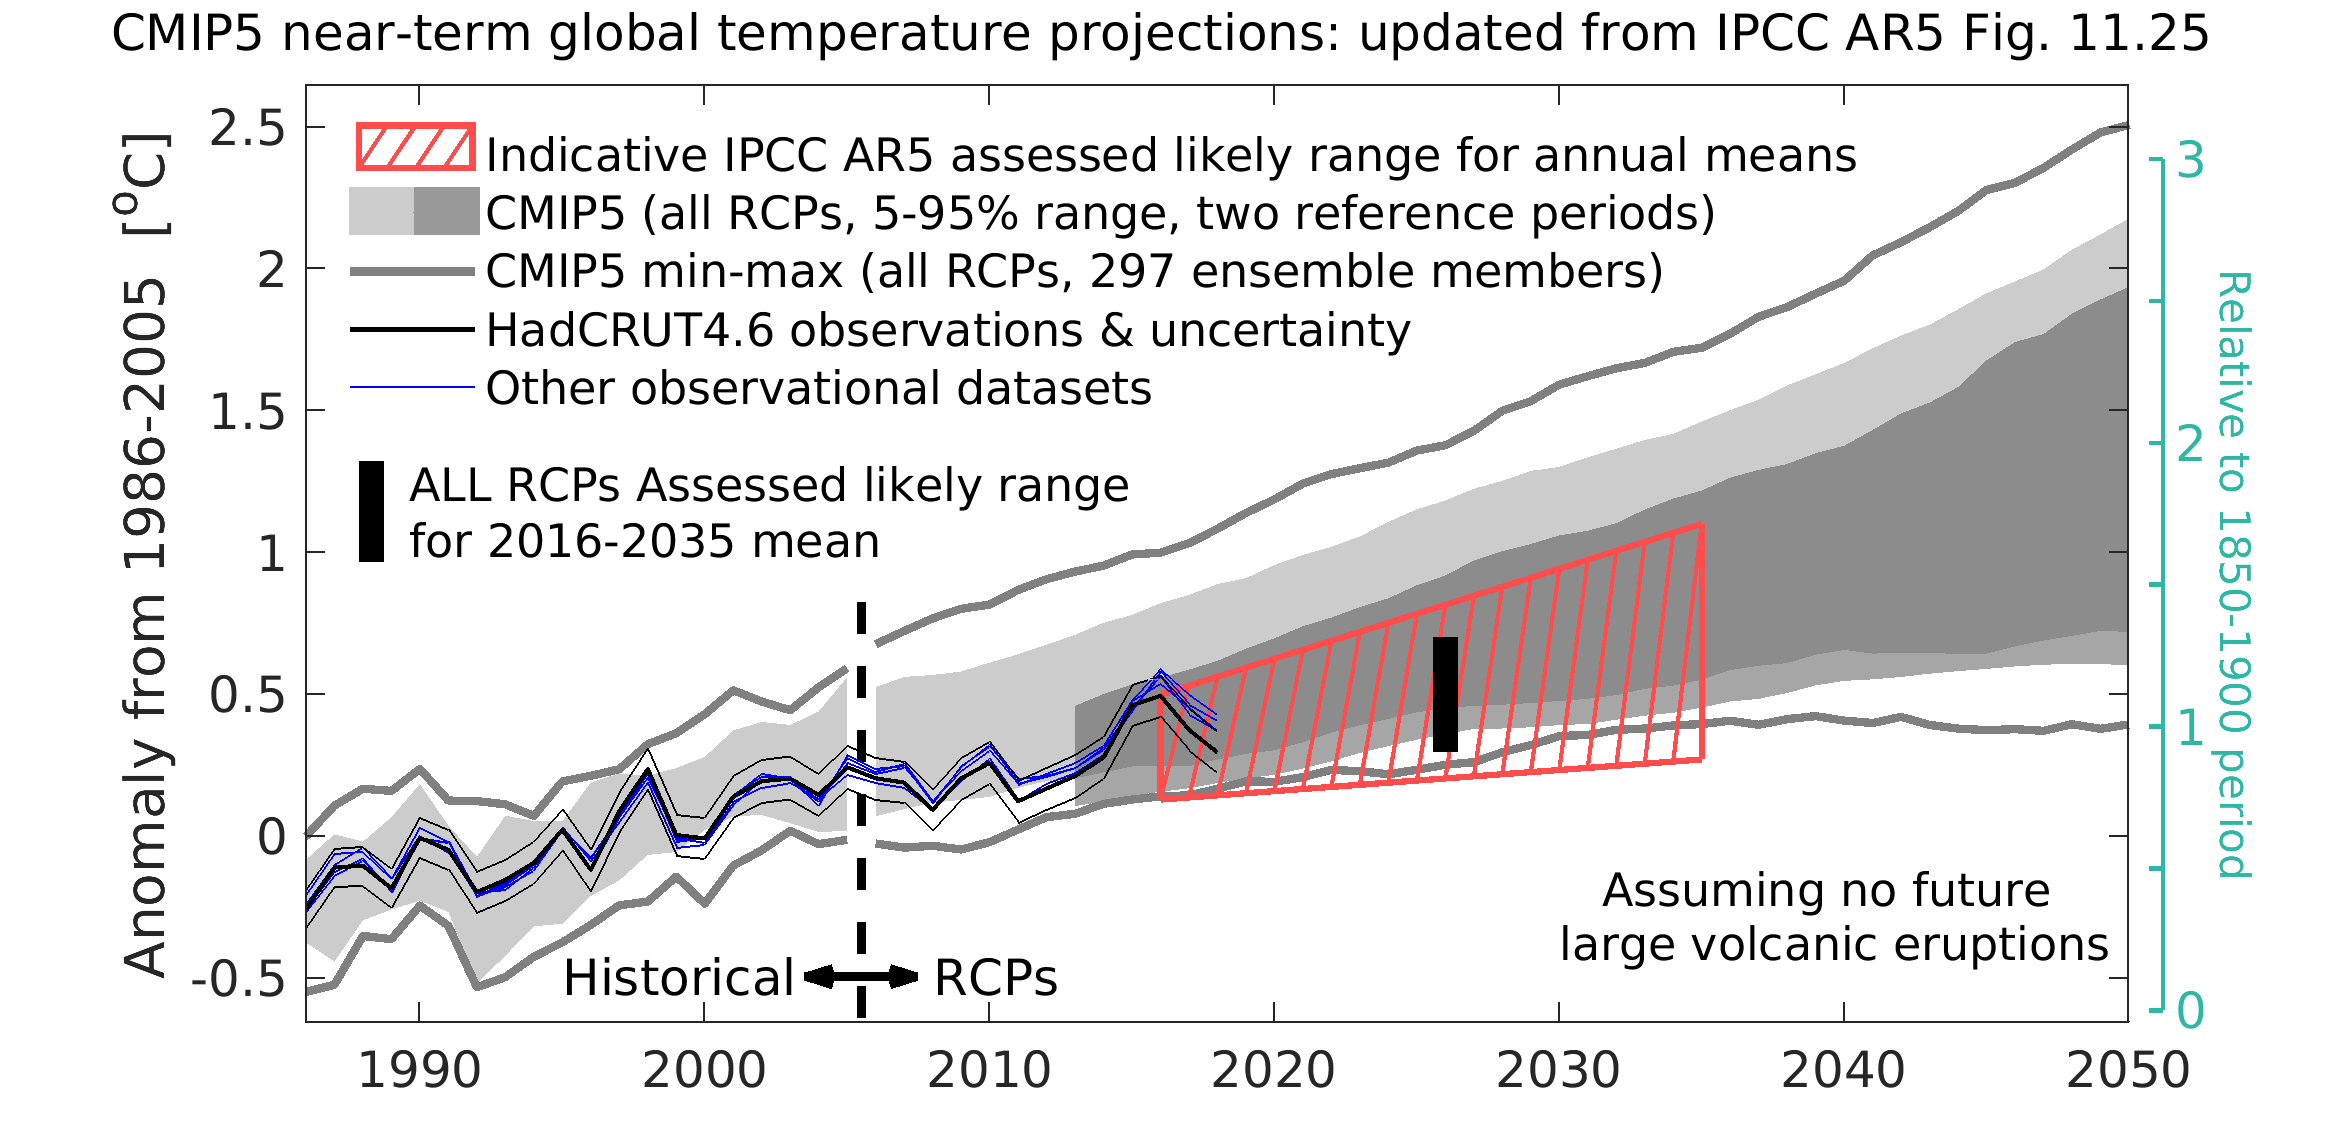 CMIP5 near-term global temperature projections: updated from IPCC AR5 Fig. 11.25
Anomaly from 1986-2005 [°C]
2.5
2
1.5
1
0.5
0
-0.5
Indicative IPCC AR5 assessed likely range for annual means
CMIP5 (all RCPs, 5-95% range, two reference periods)
CMIP5 min-max (all RCPs, 297 ensemble members)
HadCRUT4.6 observations & uncertainty
Other observational datasets
ALL RCPs Assessed likely range
for 2016-2035 mean
Historical
RCPs
Assuming no future
large volcanic eruptions
3
2
1
0
Relative to 1850-1900 period
1990
2000
2010
2020
2030
2040
2050